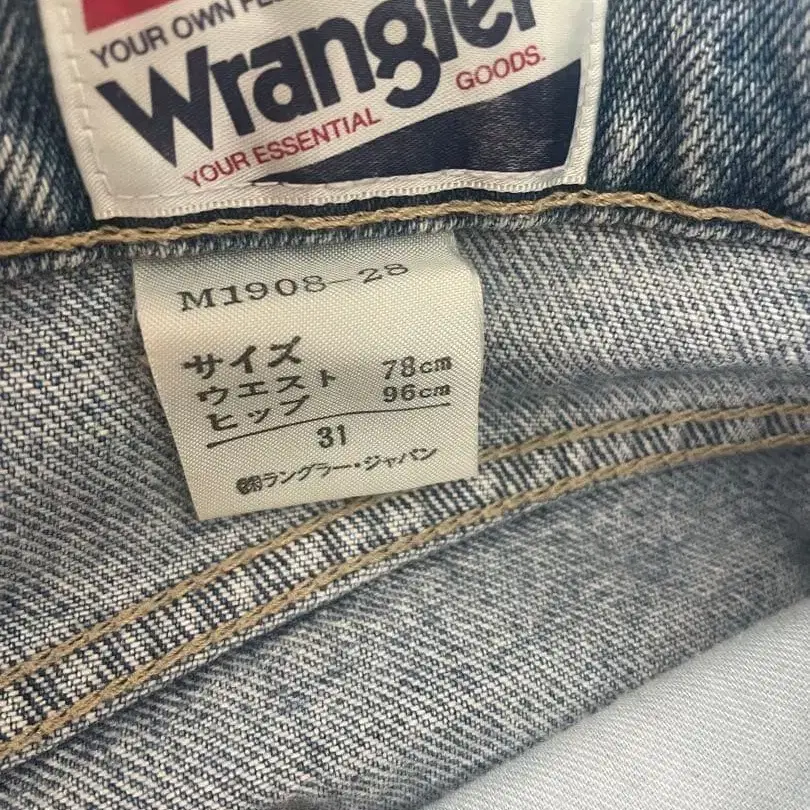 YOUR OWN
Wrangler
YOUR ESSENTIAL GOODS.
M1908-28
サイズ
ウエスト 78cm
ヒップ 96cm
31
㈱ラングラー・ジャパン